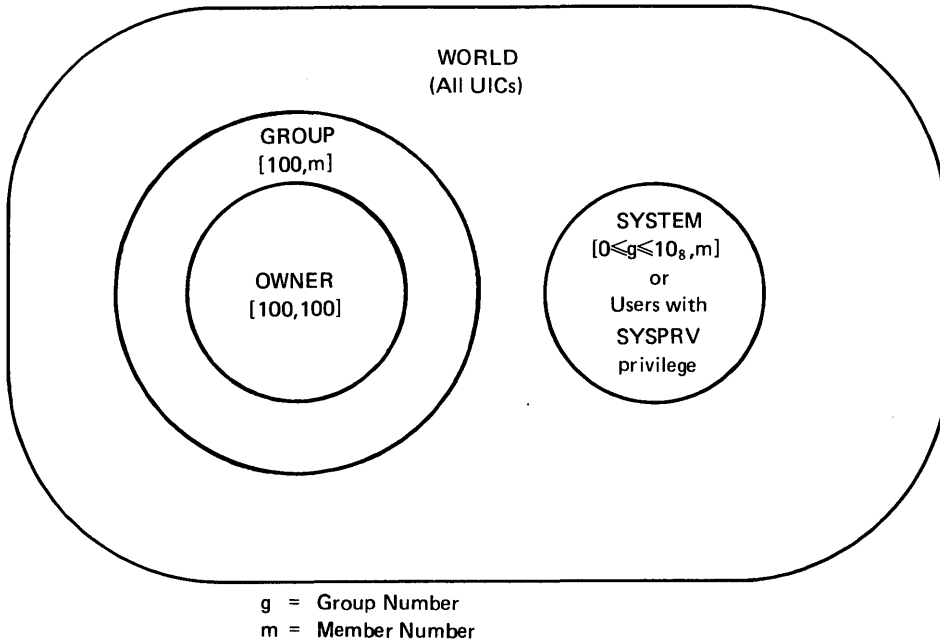 WORLD
(All UICs)
GROUP
[100,m]
OWNER
[100,100]
SYSTEM
[0≤g≤10₈,m]
or
Users with
SYSPRV
privilege
g = Group Number
m = Member Number